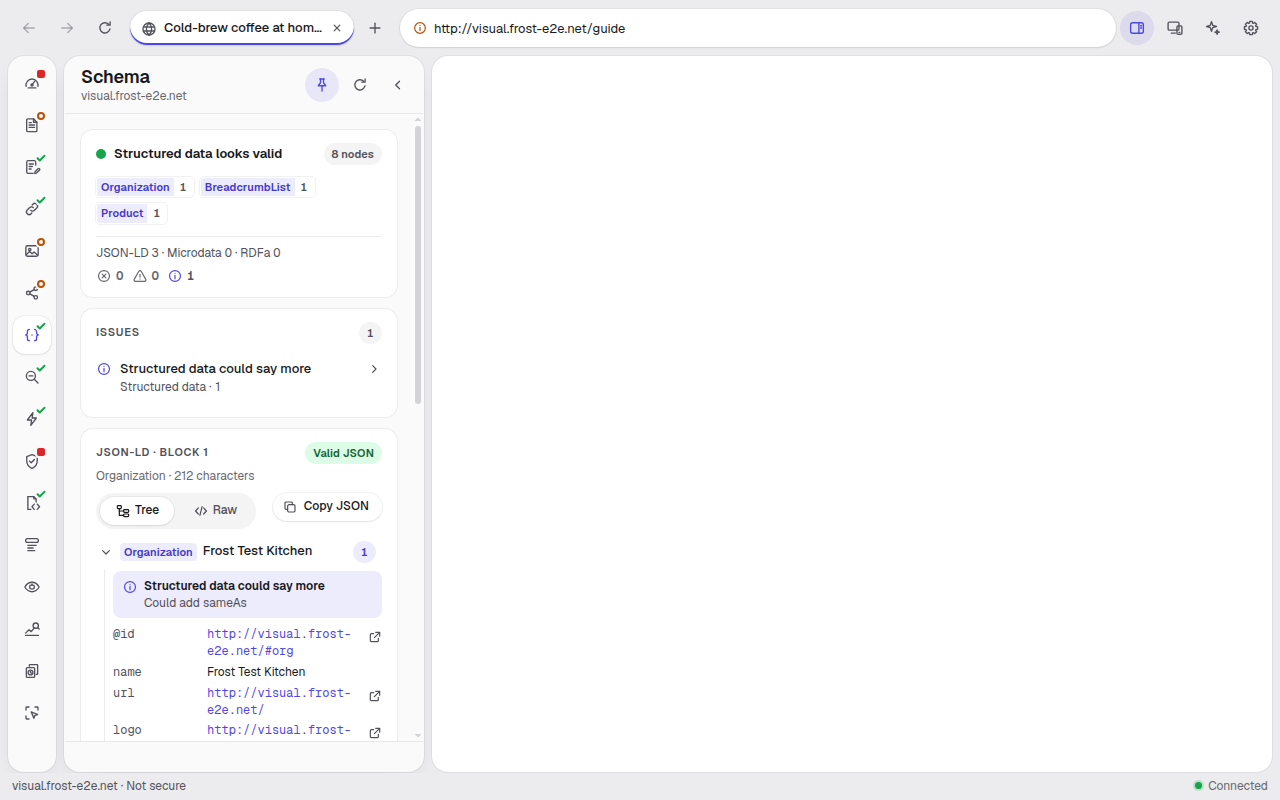 Cold-brew coffee at hom...
http://visual.frost-e2e.net/guide
Schema
visual.frost-e2e.net
Structured data looks valid
8 nodes
Organization 1
BreadcrumbList 1
Product 1
JSON-LD 3 · Microdata 0 · RDFa 0
0 0 1
ISSUES
1
Structured data could say more
Structured data · 1
JSON-LD · BLOCK 1
Valid JSON
Organization · 212 characters
Tree
Raw
Copy JSON
Organization Frost Test Kitchen 1
Structured data could say more
Could add sameAs
@id http://visual.frost-
e2e.net/#org
name Frost Test Kitchen
url http://visual.frost-
e2e.net/
logo http://visual.frost-
visual.frost-e2e.net · Not secure
Connected